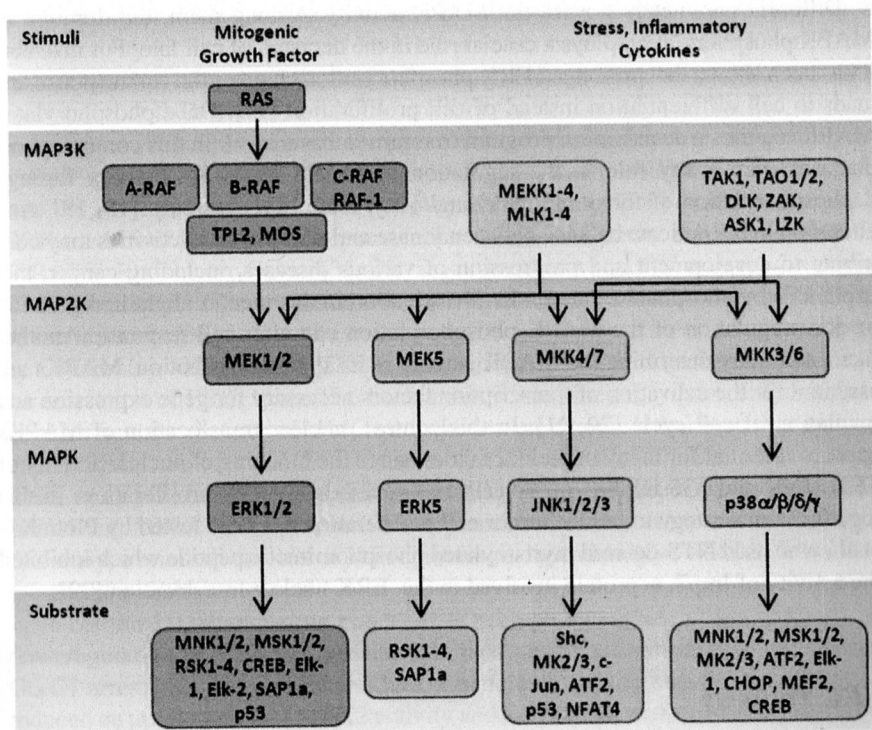 Stimuli
Mitogenic
Growth Factor
Stress, Inflammatory
Cytokines
RAS
MAP3K
A-RAF
B-RAF
C-RAF
RAF-1
TPL2, MOS
MEKK1-4,
MLK1-4
TAK1, TAO1/2,
DLK, ZAK,
ASK1, LZK
MAP2K
MEK1/2
MEK5
MKK4/7
MKK3/6
MAPK
ERK1/2
ERK5
JNK1/2/3
p38α/β/δ/γ
Substrate
MNK1/2, MSK1/2,
RSK1-4, CREB, Elk-
1, Elk-2, SAP1a,
p53
RSK1-4,
SAP1a
Shc,
MK2/3, c-
Jun, ATF2,
p53, NFAT4
MNK1/2, MSK1/2,
MK2/3, ATF2, Elk-
1, CHOP, MEF2,
CREB